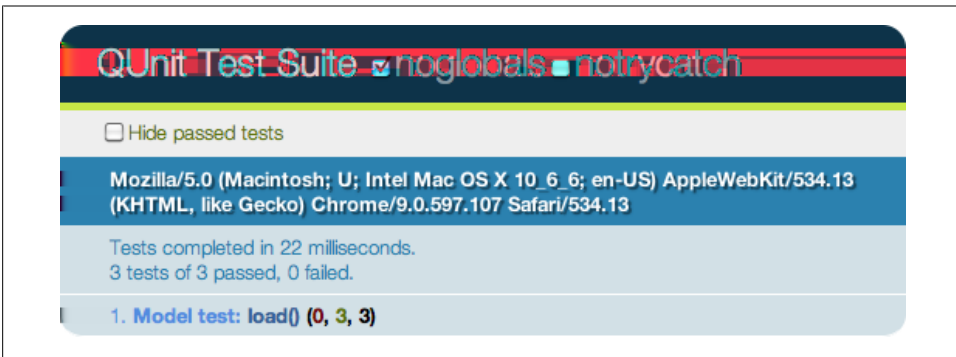 QUnit Test Suite noglobals notrycatch
Hide passed tests
Mozilla/5.0 (Macintosh; U; Intel Mac OS X 10_6_6; en-US) AppleWebKit/534.13
(KHTML, like Gecko) Chrome/9.0.597.107 Safari/534.13
Tests completed in 22 milliseconds.
3 tests of 3 passed, 0 failed.
1. Model test: load() (0, 3, 3)